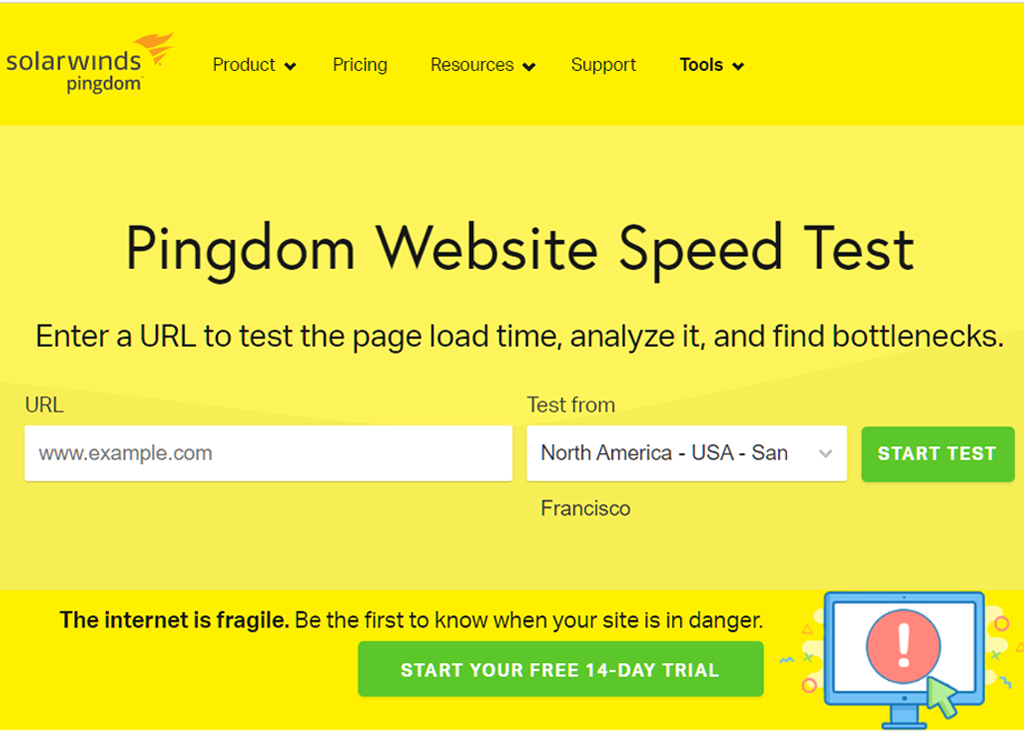 solarwinds
pingdom
Product Pricing Resources Support Tools
Pingdom Website Speed Test
Enter a URL to test the page load time, analyze it, and find bottlenecks.
URL
Test from
www.example.com
North America - USA - San
Francisco
START TEST
The internet is fragile. Be the first to know when your site is in danger.
START YOUR FREE 14-DAY TRIAL
!